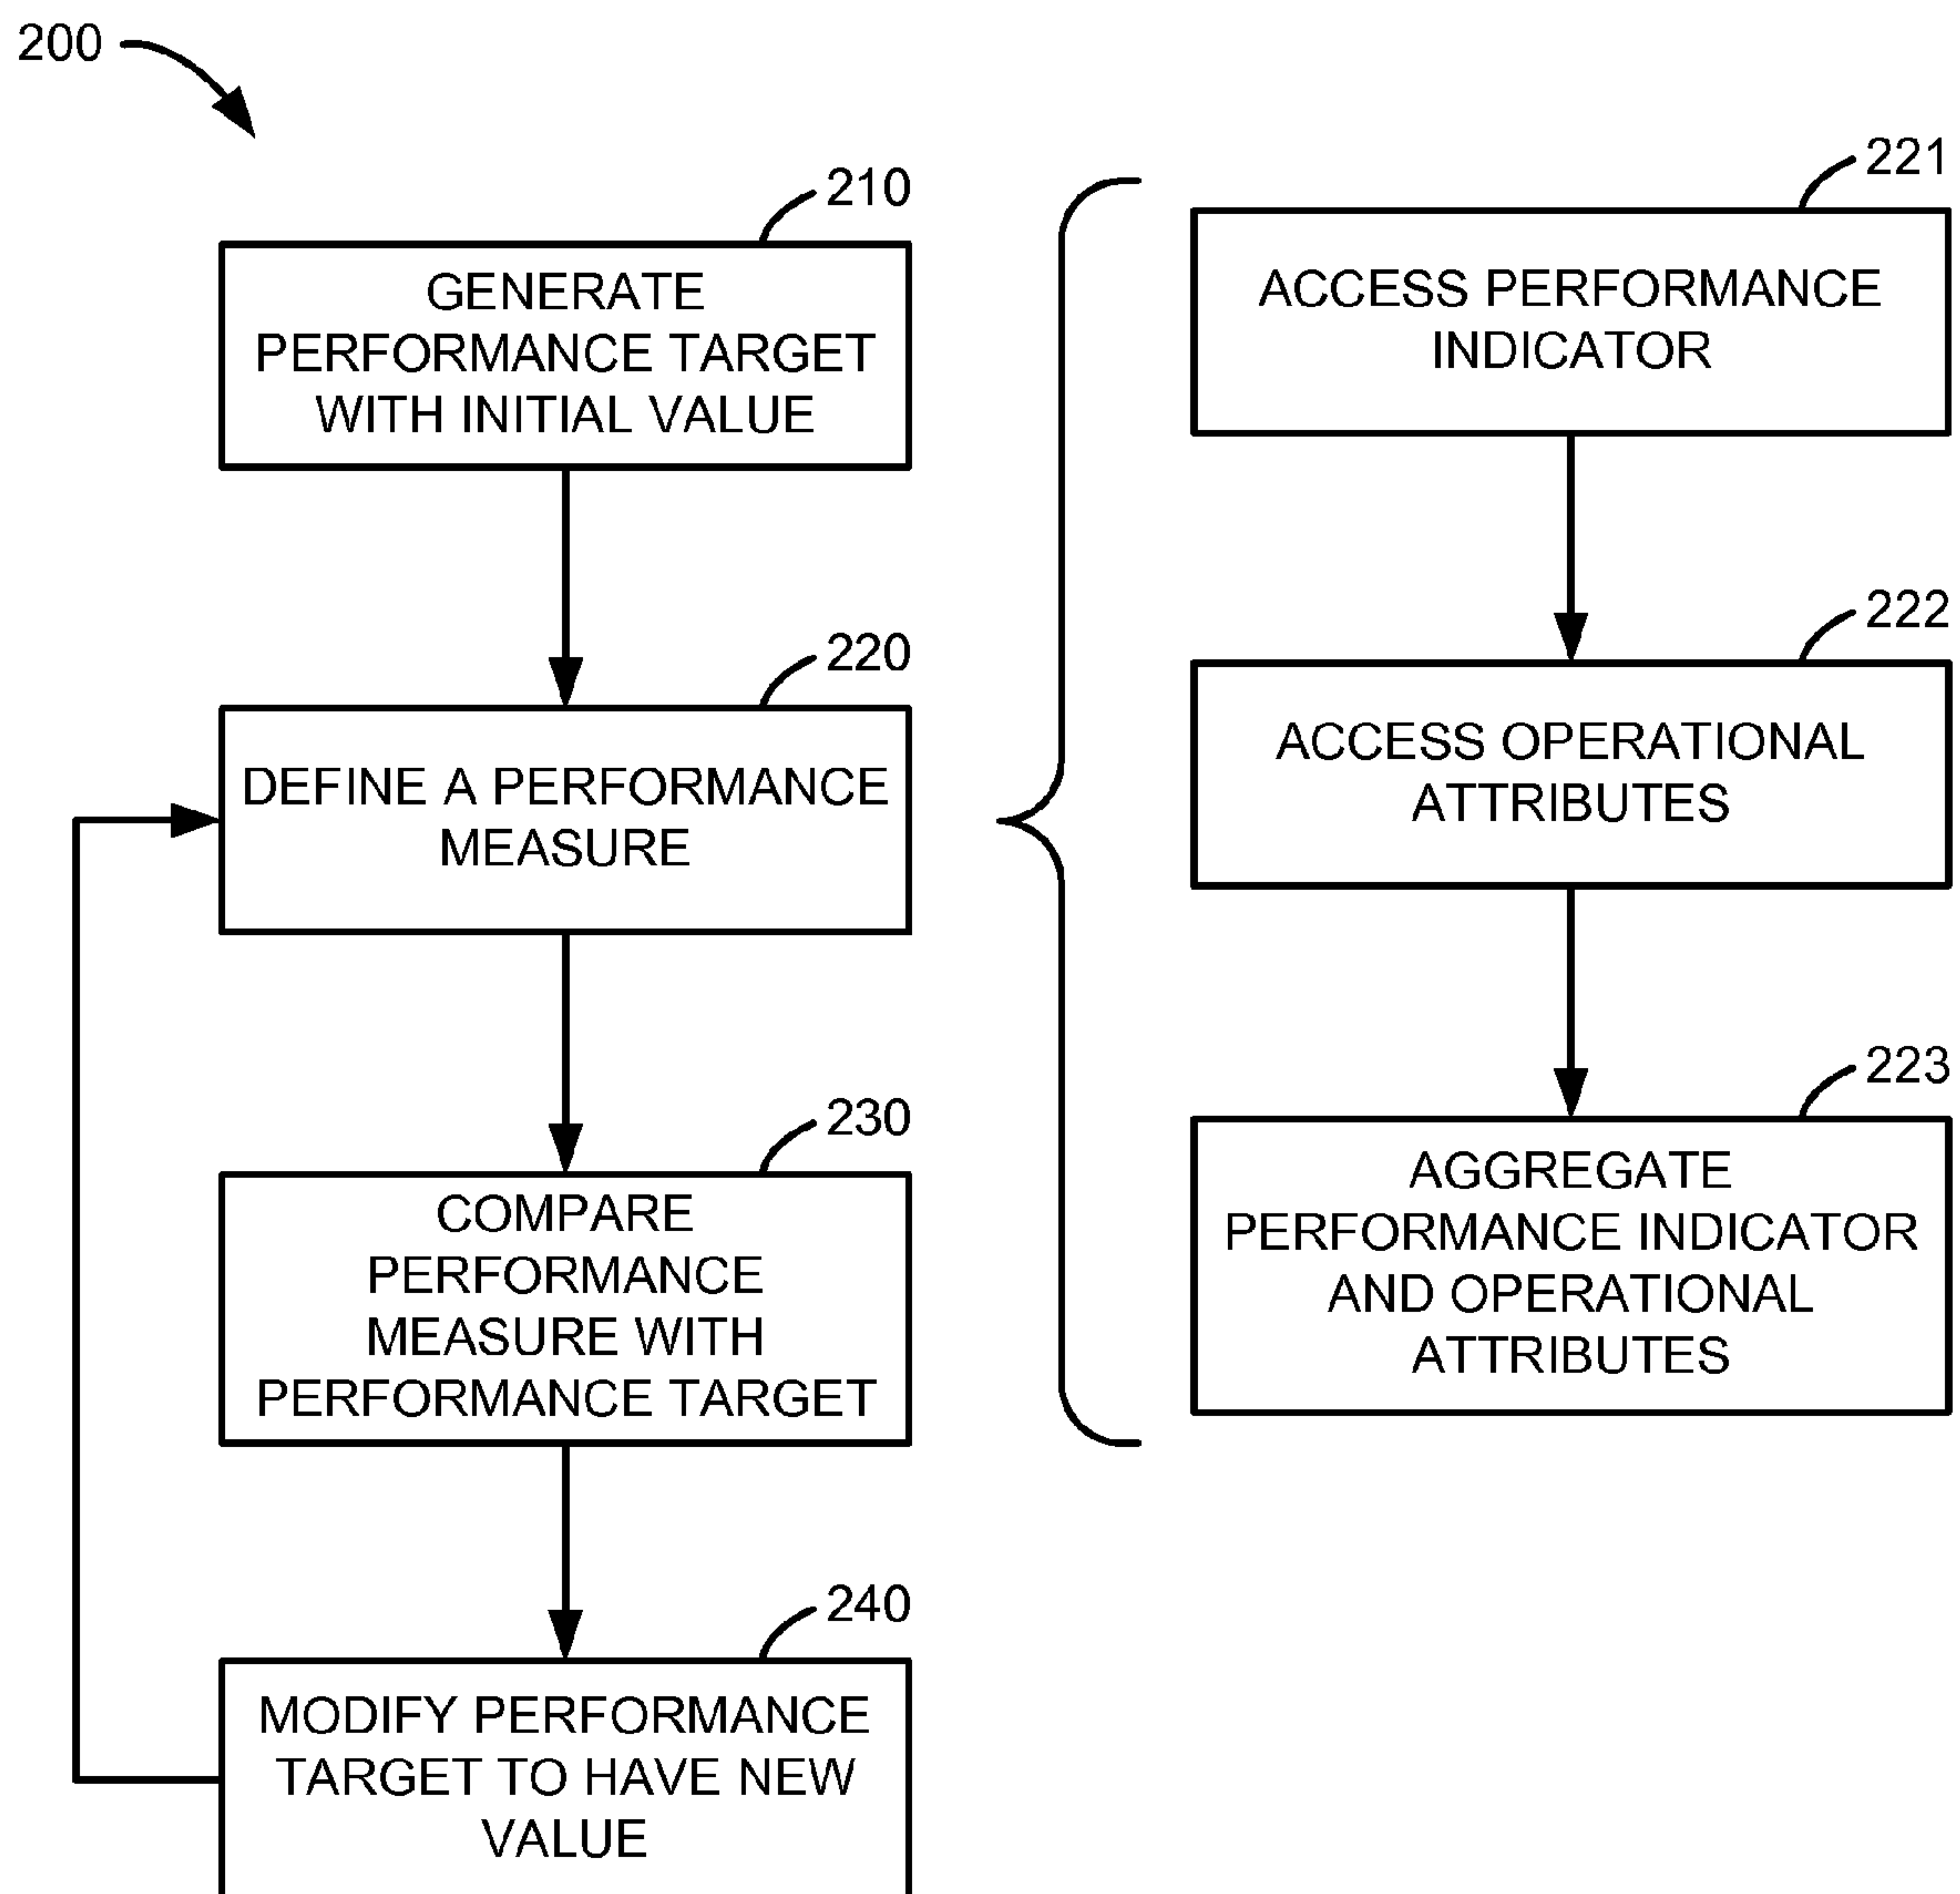 200
210
GENERATE
PERFORMANCE TARGET
WITH INITIAL VALUE
220
DEFINE A PERFORMANCE
MEASURE
230
COMPARE
PERFORMANCE
MEASURE WITH
PERFORMANCE TARGET
240
MODIFY PERFORMANCE
TARGET TO HAVE NEW
VALUE
221
ACCESS PERFORMANCE
INDICATOR
222
ACCESS OPERATIONAL
ATTRIBUTES
223
AGGREGATE
PERFORMANCE INDICATOR
AND OPERATIONAL
ATTRIBUTES